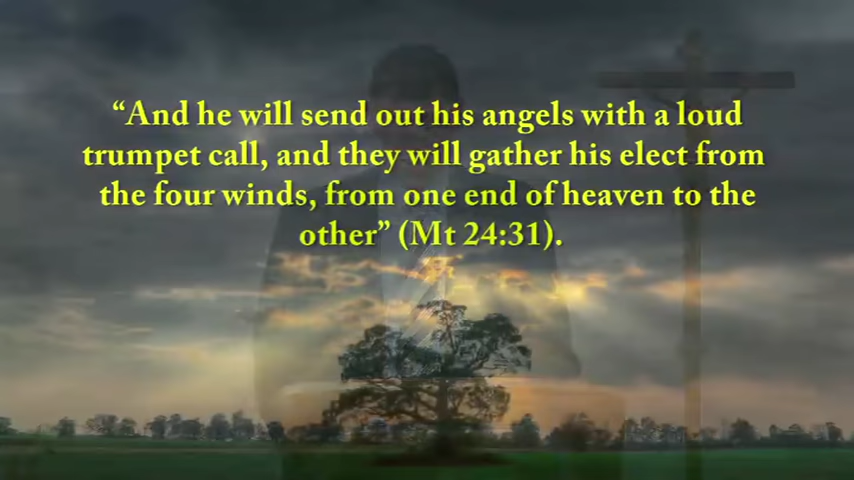 “And he will send out his angels with a loud
trumpet call, and they will gather his elect from
the four winds, from one end of heaven to the
other” (Mt 24:31).